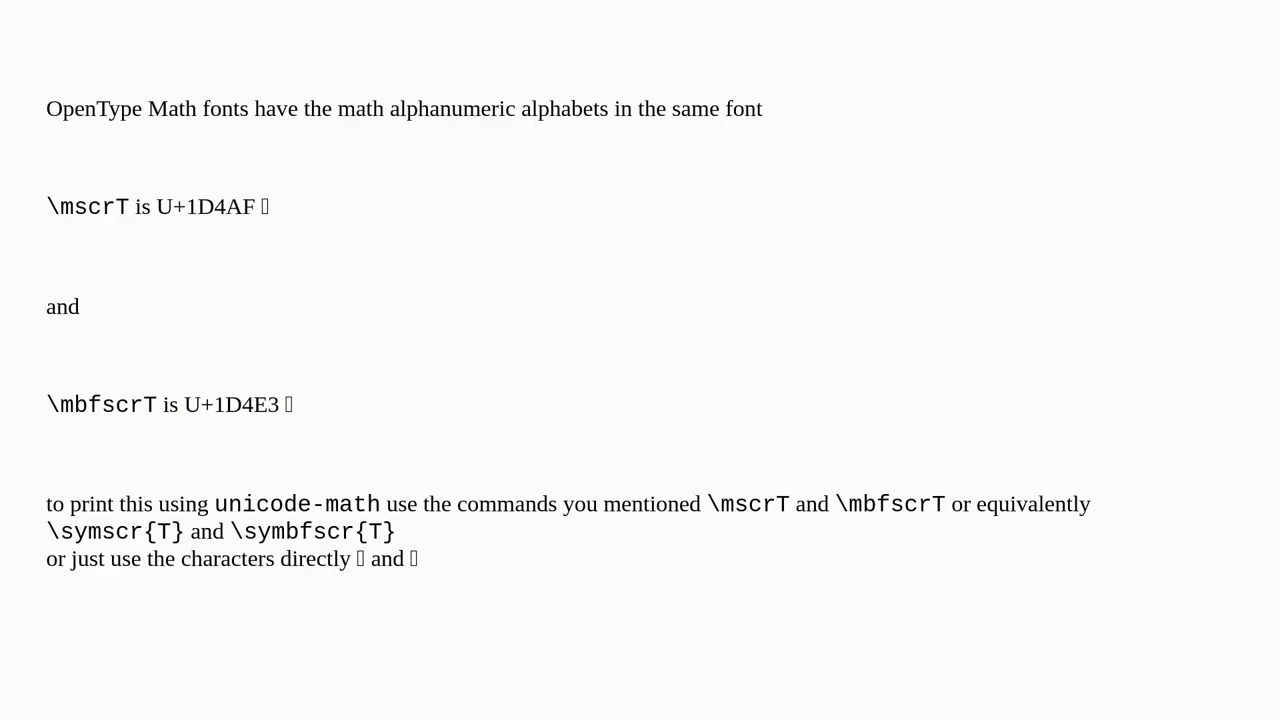 OpenType Math fonts have the math alphanumeric alphabets in the same font
\mscrT is U+1D4AF
and
\mbfscrT is U+1D4E3
to print this using unicode-math use the commands you mentioned \mscrT and \mbfscrT or equivalently
\symscr{T} and \symbfscr{T}
or just use the characters directly and